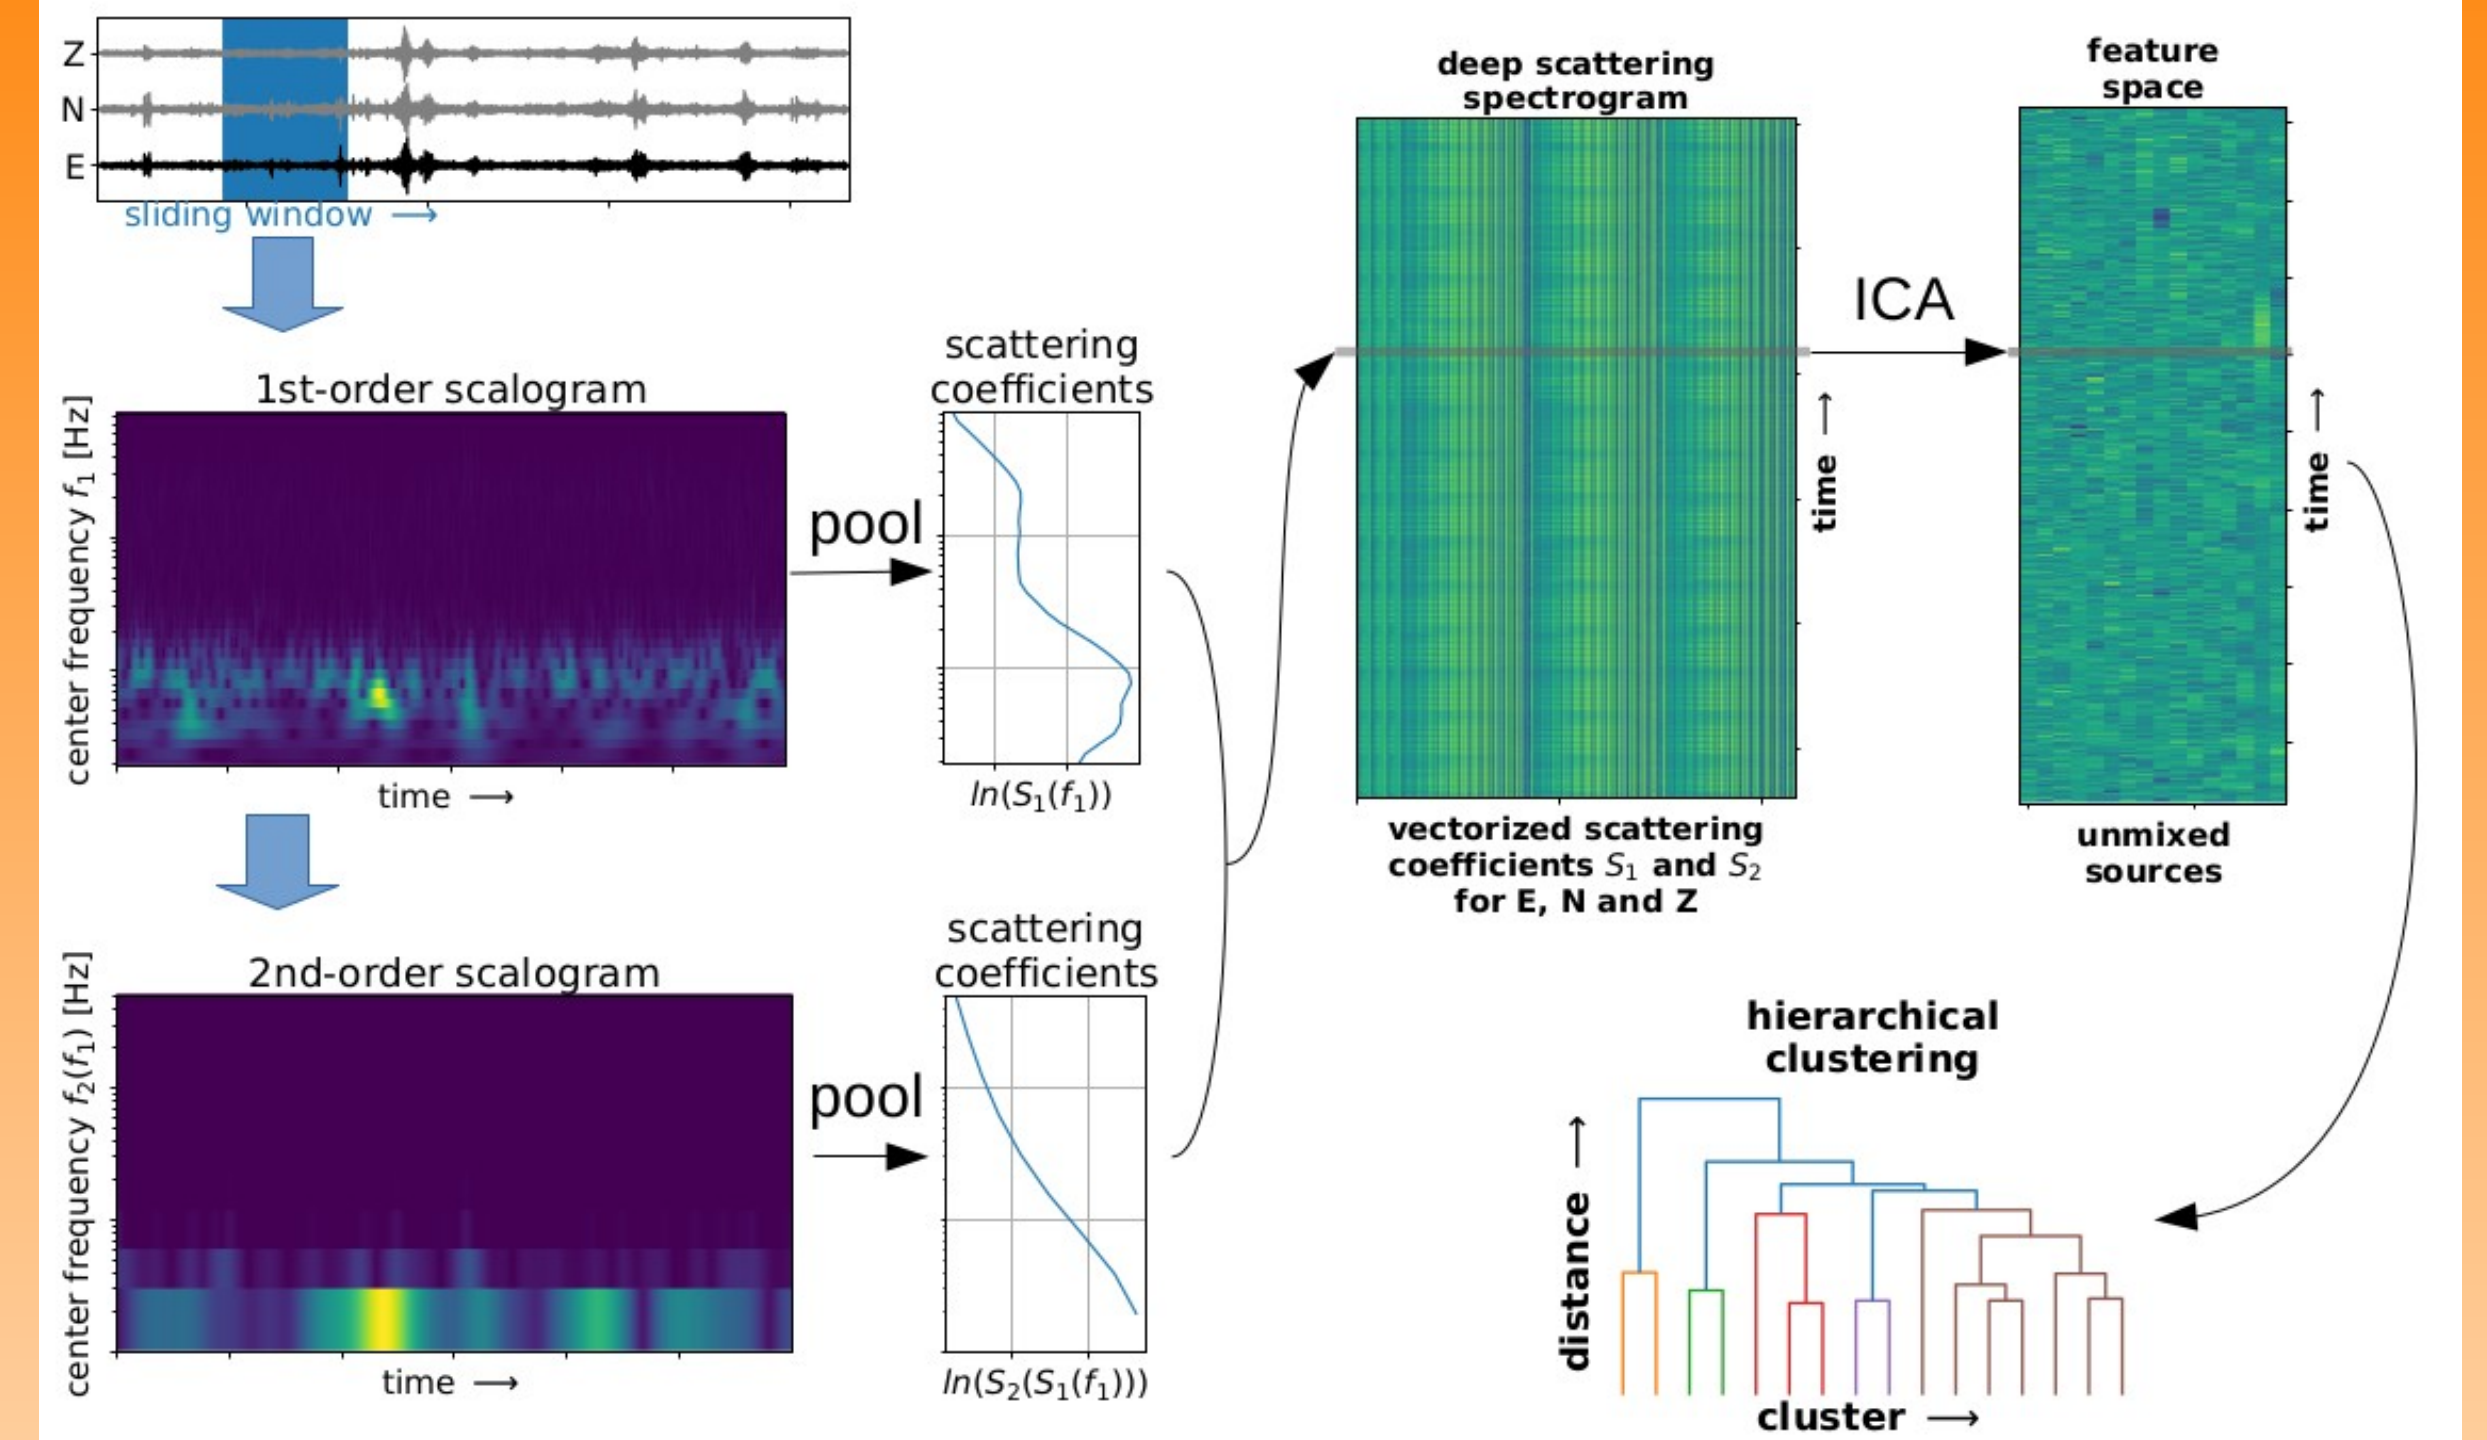 Z
N
E
sliding window →
1st-order scalogram
center frequency f₁ [Hz]
time →
pool
scattering
coefficients
ln(S₁(f₁))
2nd-order scalogram
center frequency f₂(f₁) [Hz]
time →
pool
scattering
coefficients
ln(S₂(S₁(f₁)))
deep scattering
spectrogram
time →
vectorized scattering
coefficients S₁ and S₂
for E, N and Z
ICA
feature
space
time →
unmixed
sources
hierarchical
clustering
distance →
cluster →